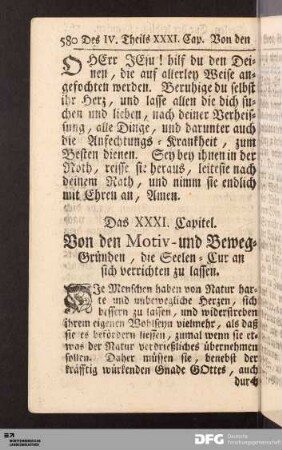 580 Des IV. Theils XXXI. Cap. Von den
O HErr JEsu! hilf du den Dei-
nen, die auf allerley Weise an-
gefochten werden. Beruhige du selbst
ihr Herz, und lasse allen die dich su-
chen und lieben, nach deiner Verheis-
sung, alle Dinge, und darunter auch
die Anfechtungs-Krankheit, zum
Besten dienen. Sey bey ihnen in der
Noth, reisse sie heraus, leite sie nach
deinem Rath, und nimm sie endlich
mit Ehren an, Amen.
Das XXXI. Capitel.
Von den Motiv- und Beweg-
Gründen, die Seelen-Cur an
sich verrichten zu lassen.
Die Menschen haben von Natur har-
te und unbewegliche Herzen, sich
bessern zu lassen, und widerstreben
ihrem eigenen Wohlseyn vielmehr, als daß
sie es befördern liessen, zumal wenn sie et-
was der Natur verdrießliches übernehmen
sollen. Daher müssen sie, benebst der
kräfftig würkenden Gnade GOttes, auch
durch
DFG Deutsche
Forschungsgemeinschaft